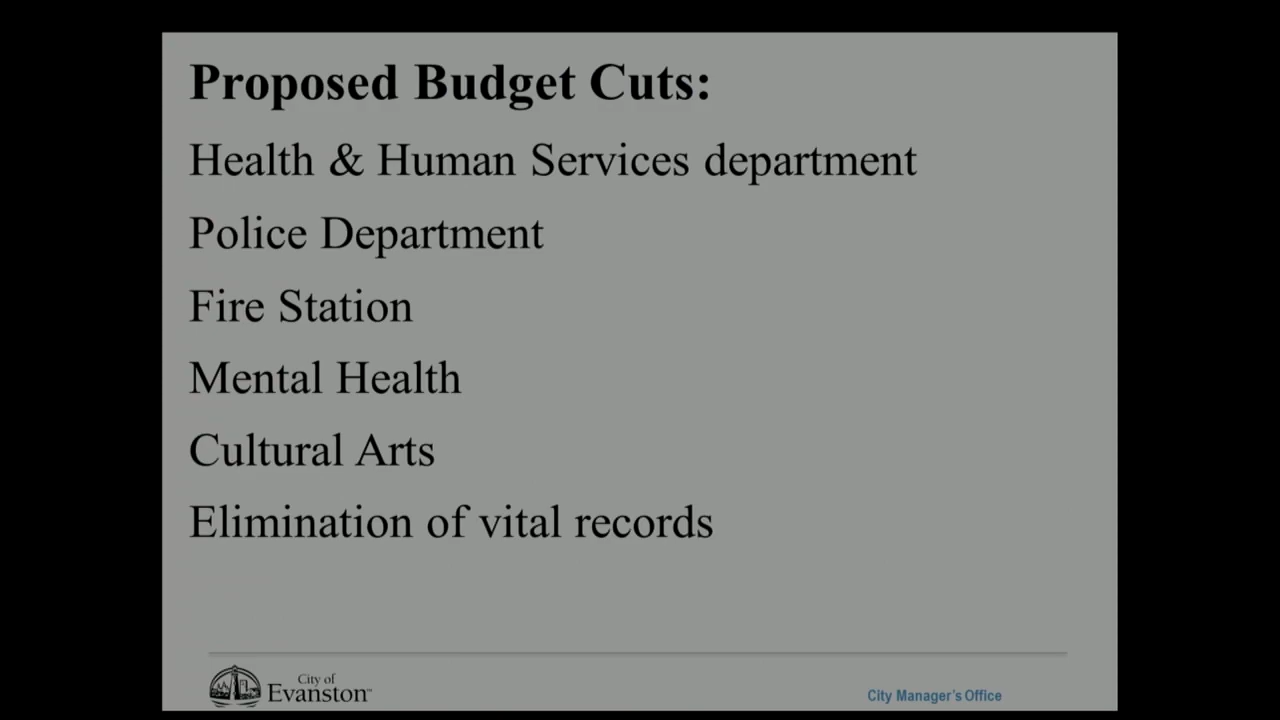 Proposed Budget Cuts:
Health & Human Services department
Police Department
Fire Station
Mental Health
Cultural Arts
Elimination of vital records
City of
Evanston™
City Manager's Office